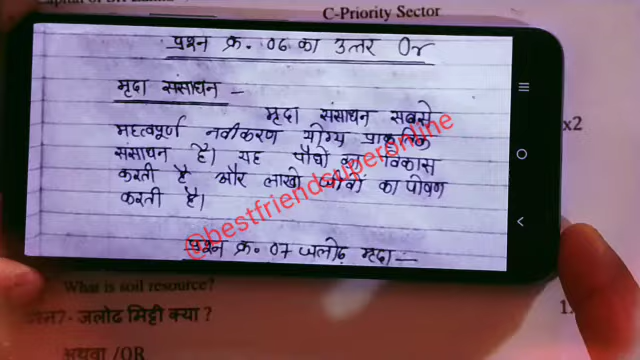 C-Priority Sector
प्रश्न क्र. 06 का उत्तर Or
मृदा संसाधन -
मृदा संसाधन सबसे
महत्वपूर्ण नवीकरण योग्य प्राकृतिक
संसाधन है। यह पौधों का विकास
करती है और लाखों जीवों का पोषण
करती है।
@bestfriendsuperonline
प्रश्न क्र. 07 जलोढ़ मृदा —
x2
What is soil resource?
जलोढ मिट्टी क्या ?
अथवा /OR